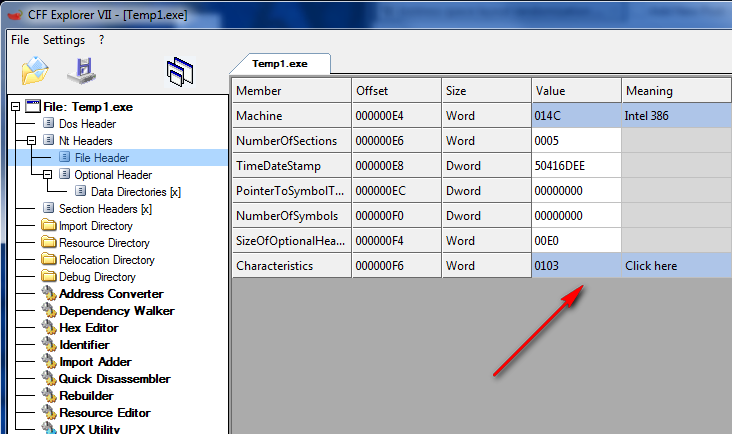 CFF Explorer VII - [Temp1.exe]
File Settings ?
Temp1.exe
File: Temp1.exe
Dos Header
Nt Headers
File Header
Optional Header
Data Directories [x]
Section Headers [x]
Import Directory
Resource Directory
Relocation Directory
Debug Directory
Address Converter
Dependency Walker
Hex Editor
Identifier
Import Adder
Quick Disassembler
Rebuilder
Resource Editor
UPX Utility
Member Offset Size Value Meaning
Machine 000000E4 Word 014C Intel 386
NumberOfSections 000000E6 Word 0005
TimeDateStamp 000000E8 Dword 50416DEE
PointerToSymbolT... 000000EC Dword 00000000
NumberOfSymbols 000000F0 Dword 00000000
SizeOfOptionalHea... 000000F4 Word 00E0
Characteristics 000000F6 Word 0103 Click here